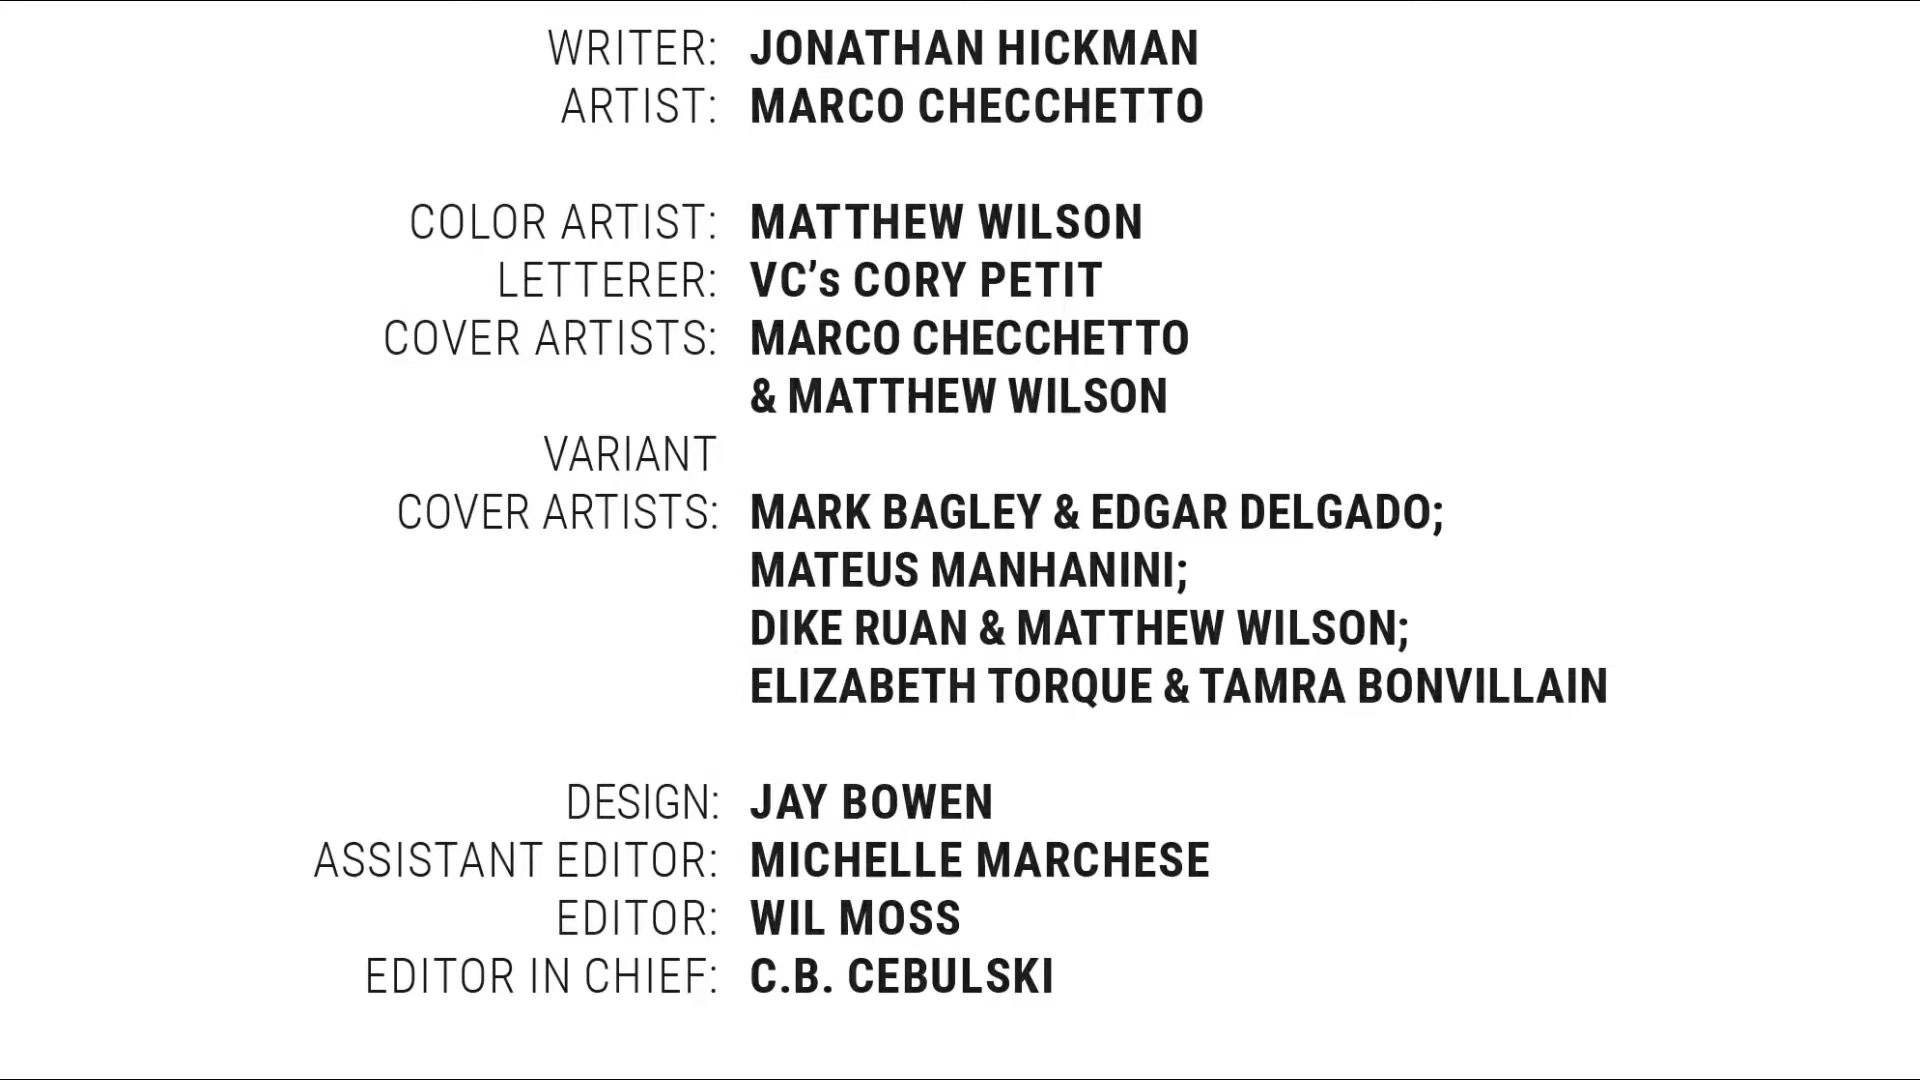 WRITER: JONATHAN HICKMAN
ARTIST: MARCO CHECCHETTO
COLOR ARTIST: MATTHEW WILSON
LETTERER: VC’s CORY PETIT
COVER ARTISTS: MARCO CHECCHETTO
& MATTHEW WILSON
VARIANT
COVER ARTISTS: MARK BAGLEY & EDGAR DELGADO;
MATEUS MANHANINI;
DIKE RUAN & MATTHEW WILSON;
ELIZABETH TORQUE & TAMRA BONVILLAIN
DESIGN: JAY BOWEN
ASSISTANT EDITOR: MICHELLE MARCHESE
EDITOR: WIL MOSS
EDITOR IN CHIEF: C.B. CEBULSKI